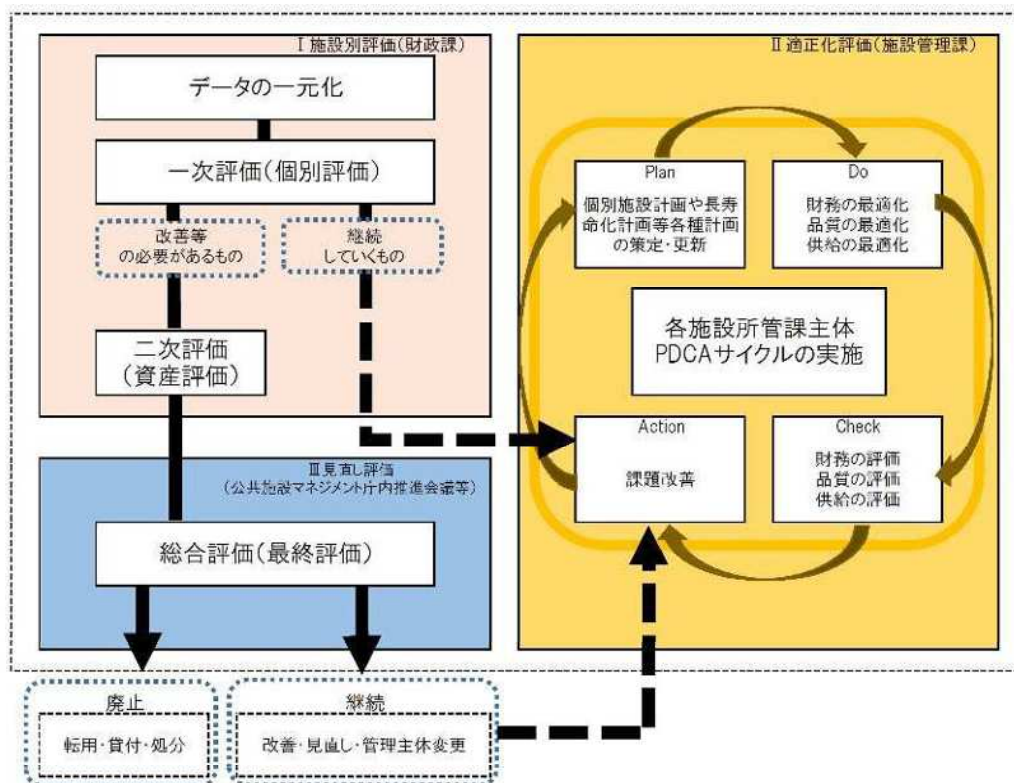 Ⅰ施設別評価(財政課)
データの一元化
一次評価(個別評価)
改善等
の必要があるもの
継続
していくもの
二次評価
(資産評価)
Ⅲ見直し評価
(公共施設マネジメント庁内推進会議等)
総合評価(最終評価)
廃止
転用・貸付・処分
継続
改善・見直し・管理主体変更
Ⅱ適正化評価(施設管理課)
Plan
個別施設計画や長寿
命化計画等各種計画
の策定・更新
Do
財務の最適化
品質の最適化
供給の最適化
各施設所管課主体
PDCAサイクルの実施
Action
課題改善
Check
財務の評価
品質の評価
供給の評価